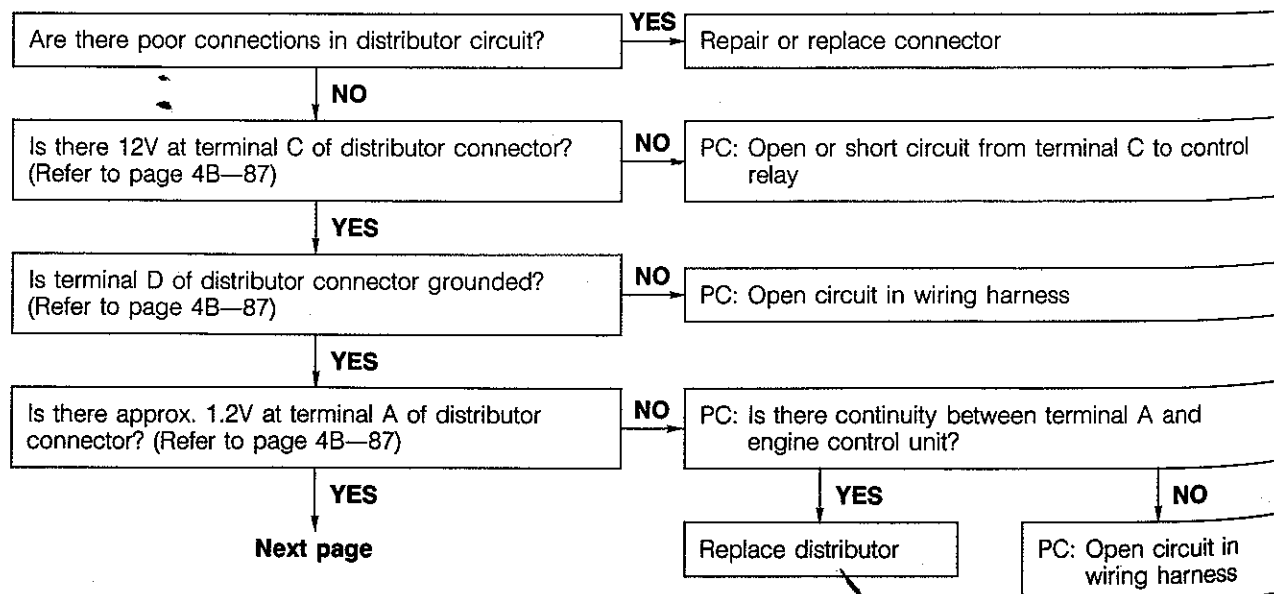 Are there poor connections in distributor circuit?
YES
Repair or replace connector
NO
Is there 12V at terminal C of distributor connector?
(Refer to page 4B—87)
NO
PC: Open or short circuit from terminal C to control
relay
YES
Is terminal D of distributor connector grounded?
(Refer to page 4B—87)
NO
PC: Open circuit in wiring harness
YES
Is there approx. 1.2V at terminal A of distributor
connector? (Refer to page 4B—87)
NO
PC: Is there continuity between terminal A and
engine control unit?
YES
Next page
YES
Replace distributor
NO
PC: Open circuit in
wiring harness